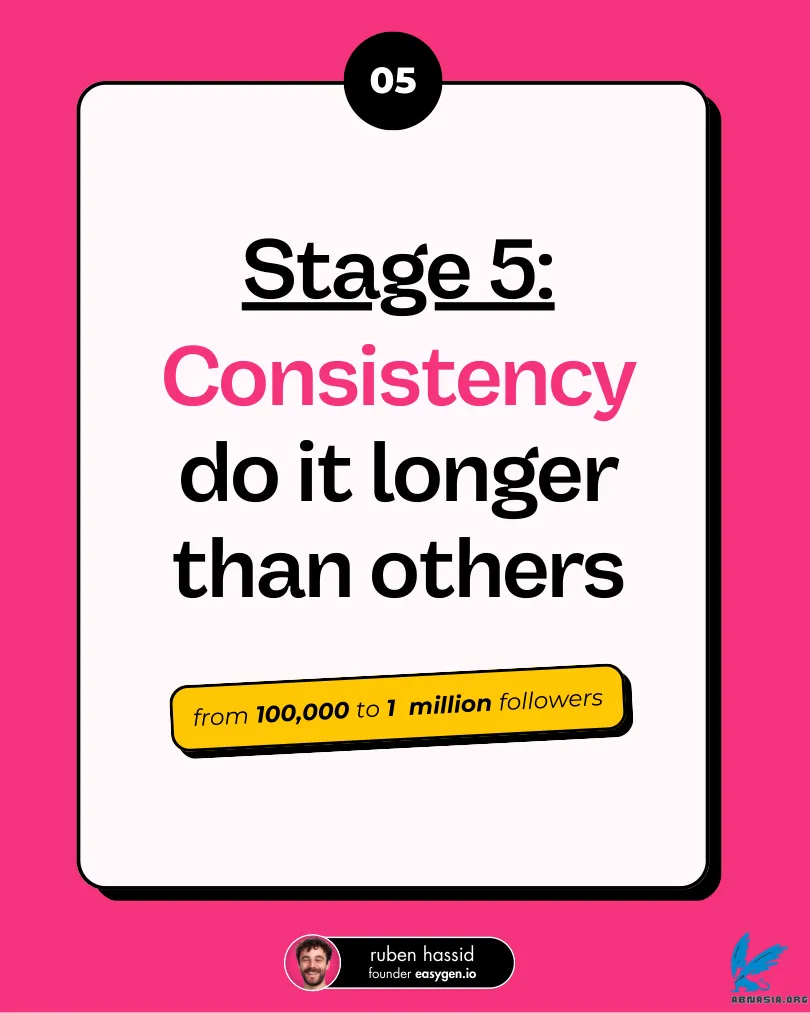 05
Stage 5:
Consistency
do it longer
than others
from 100,000 to 1 million followers
ruben hassid
founder easygen.io
ABNASIA.ORG